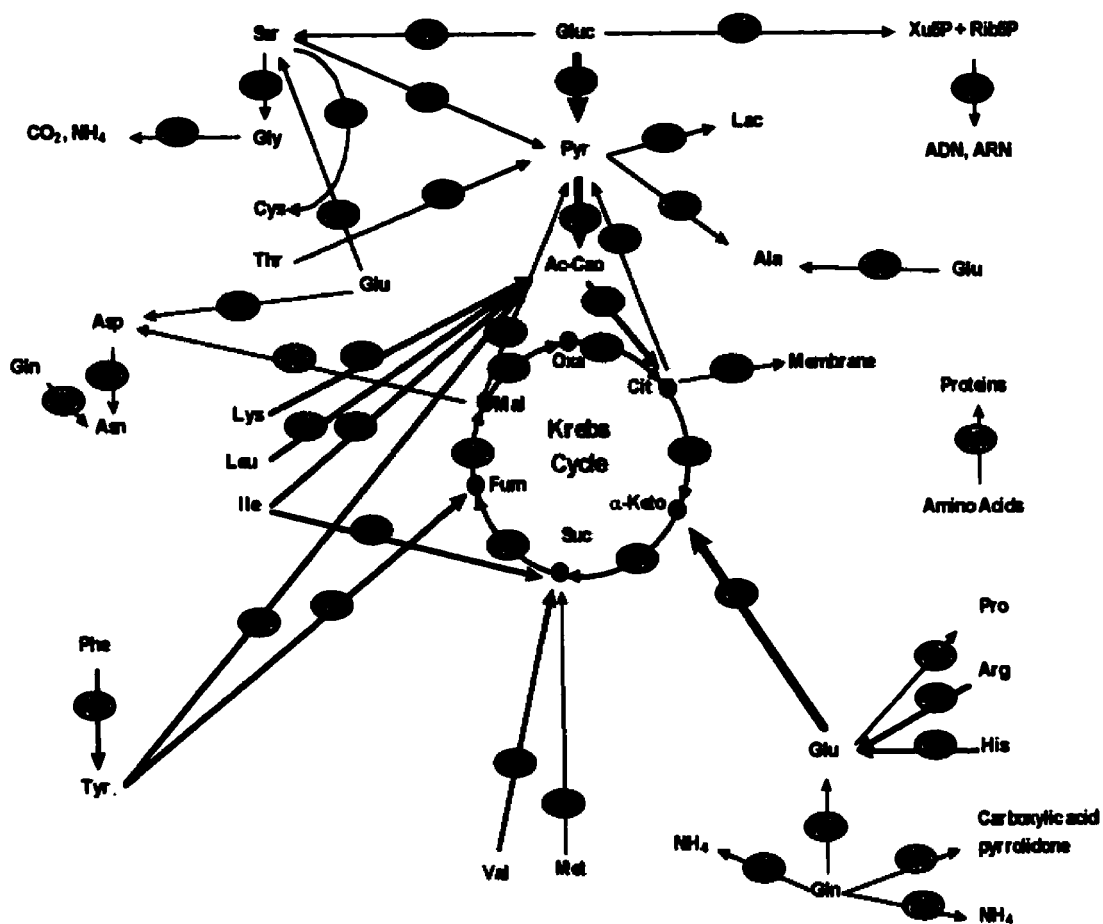 Ser
Gluc
Xu5P + Rib5P
CO2, NH4
Gly
Pyr
Lac
ADN, ARN
Cys
Thr
Glu
Ac-Cao
Ala
Glu
Asp
Gln
Asn
Oxa
Cit
Membrane
Proteins
Lys
Mal
Krebs
Cycle
Leu
Ile
Fum
α-Keto
Amino Acids
Suc
Phe
Pro
Arg
Glu
His
Tyr
Val
Met
NH4
Gln
Carboxylic acid
pyrrolidone
NH4